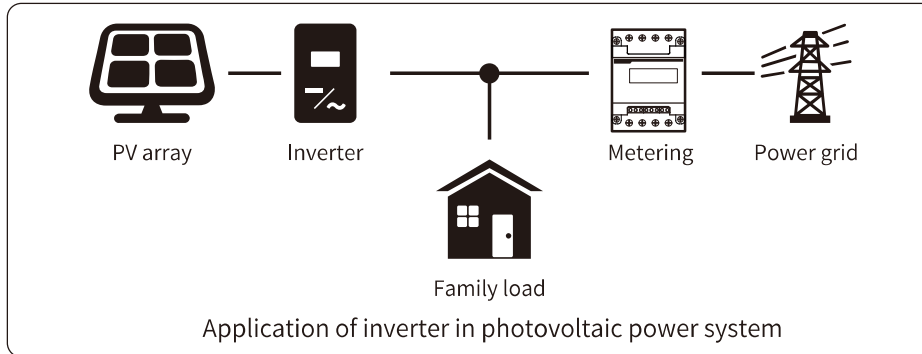 PV array
Inverter
Metering
Power grid
Family load
Application of inverter in photovoltaic power system